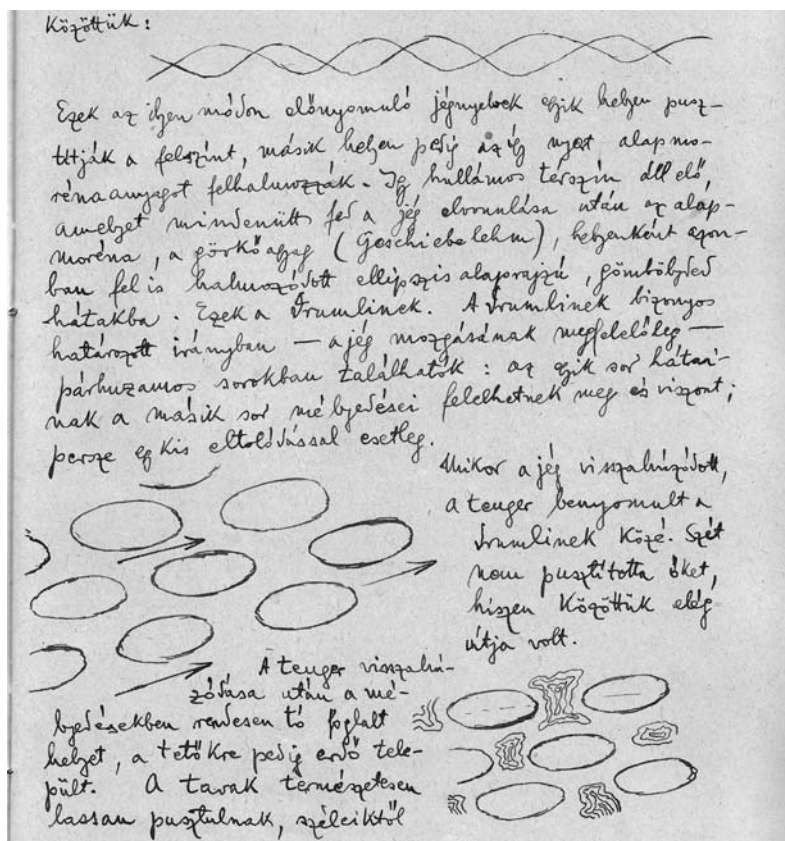 Közöttük:
Ezek az ilyen módon előnyomuló jégnyelvek egyik helyen pusz-
títják a felszínt, másik helyen pedig az így nyert alapmo-
rénaanyagot felhalmozzák. Így hullámos térszín áll elő,
amelyet mindenütt fed a jég elvonulása után az alap-
moréna, a görkőagyag (Geschiebelehm), helyenként azon-
ban fel is halmozódott ellipszis alaprajzú, gömbölyded
hátakba. Ezek a drumlinek. A drumlinek bizonyos
határozott irányban — a jég mozgásának megfelelőleg —
párhuzamos sorokban találhatók: az egyik sor hátai-
nak a másik sor mélyedései felelhetnek meg és viszont;
persze egy kis eltolódással esetleg.
Mikor a jég visszahúzódott,
a tenger benyomult a
drumlinek közé. Szét
nem pusztította őket,
hiszen közöttük elég
útja volt.
A tenger visszahú-
zódása után a mé-
lyedésekben rendesen tó foglalt
helyet, a tetőkre pedig erdő tele-
pült. A tavak természetesen
lassan pusztulnak, széleiktől